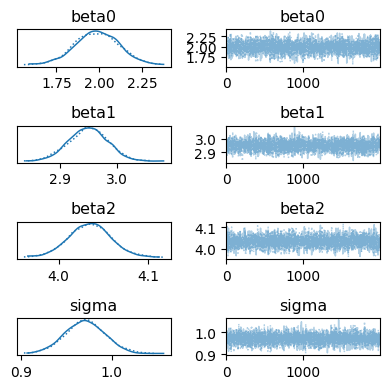 beta0 beta0
2.25
2.00
1.75
1.75 2.00 2.25 0 1000
beta1 beta1
3.0
2.9
2.9 3.0 0 1000
beta2 beta2
4.1
4.0
4.0 4.1 0 1000
sigma sigma
1.0
0.9
0.9 1.0 0 1000